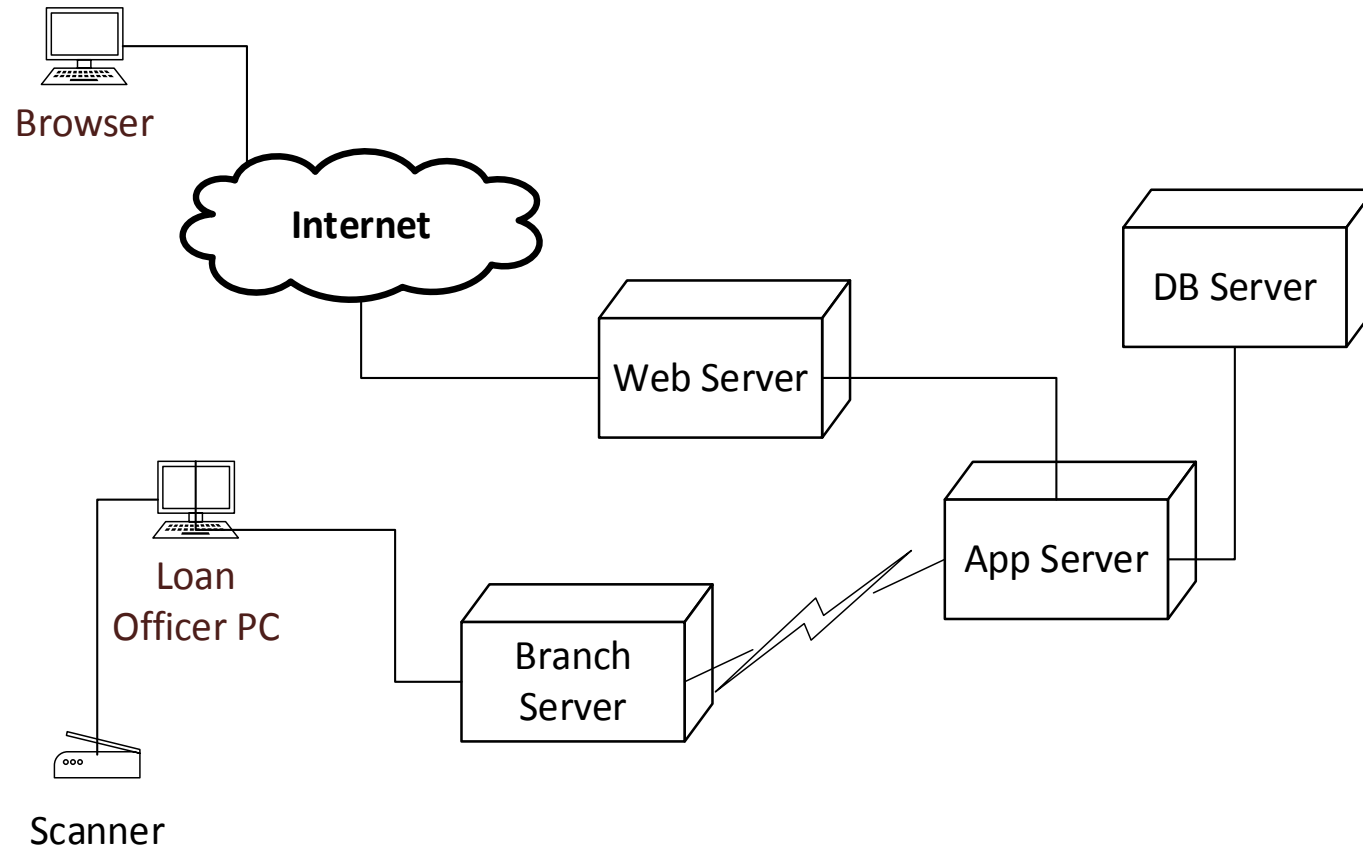 Browser
Internet
DB Server
Web Server
Loan
Officer PC
App Server
Branch
Server
Scanner